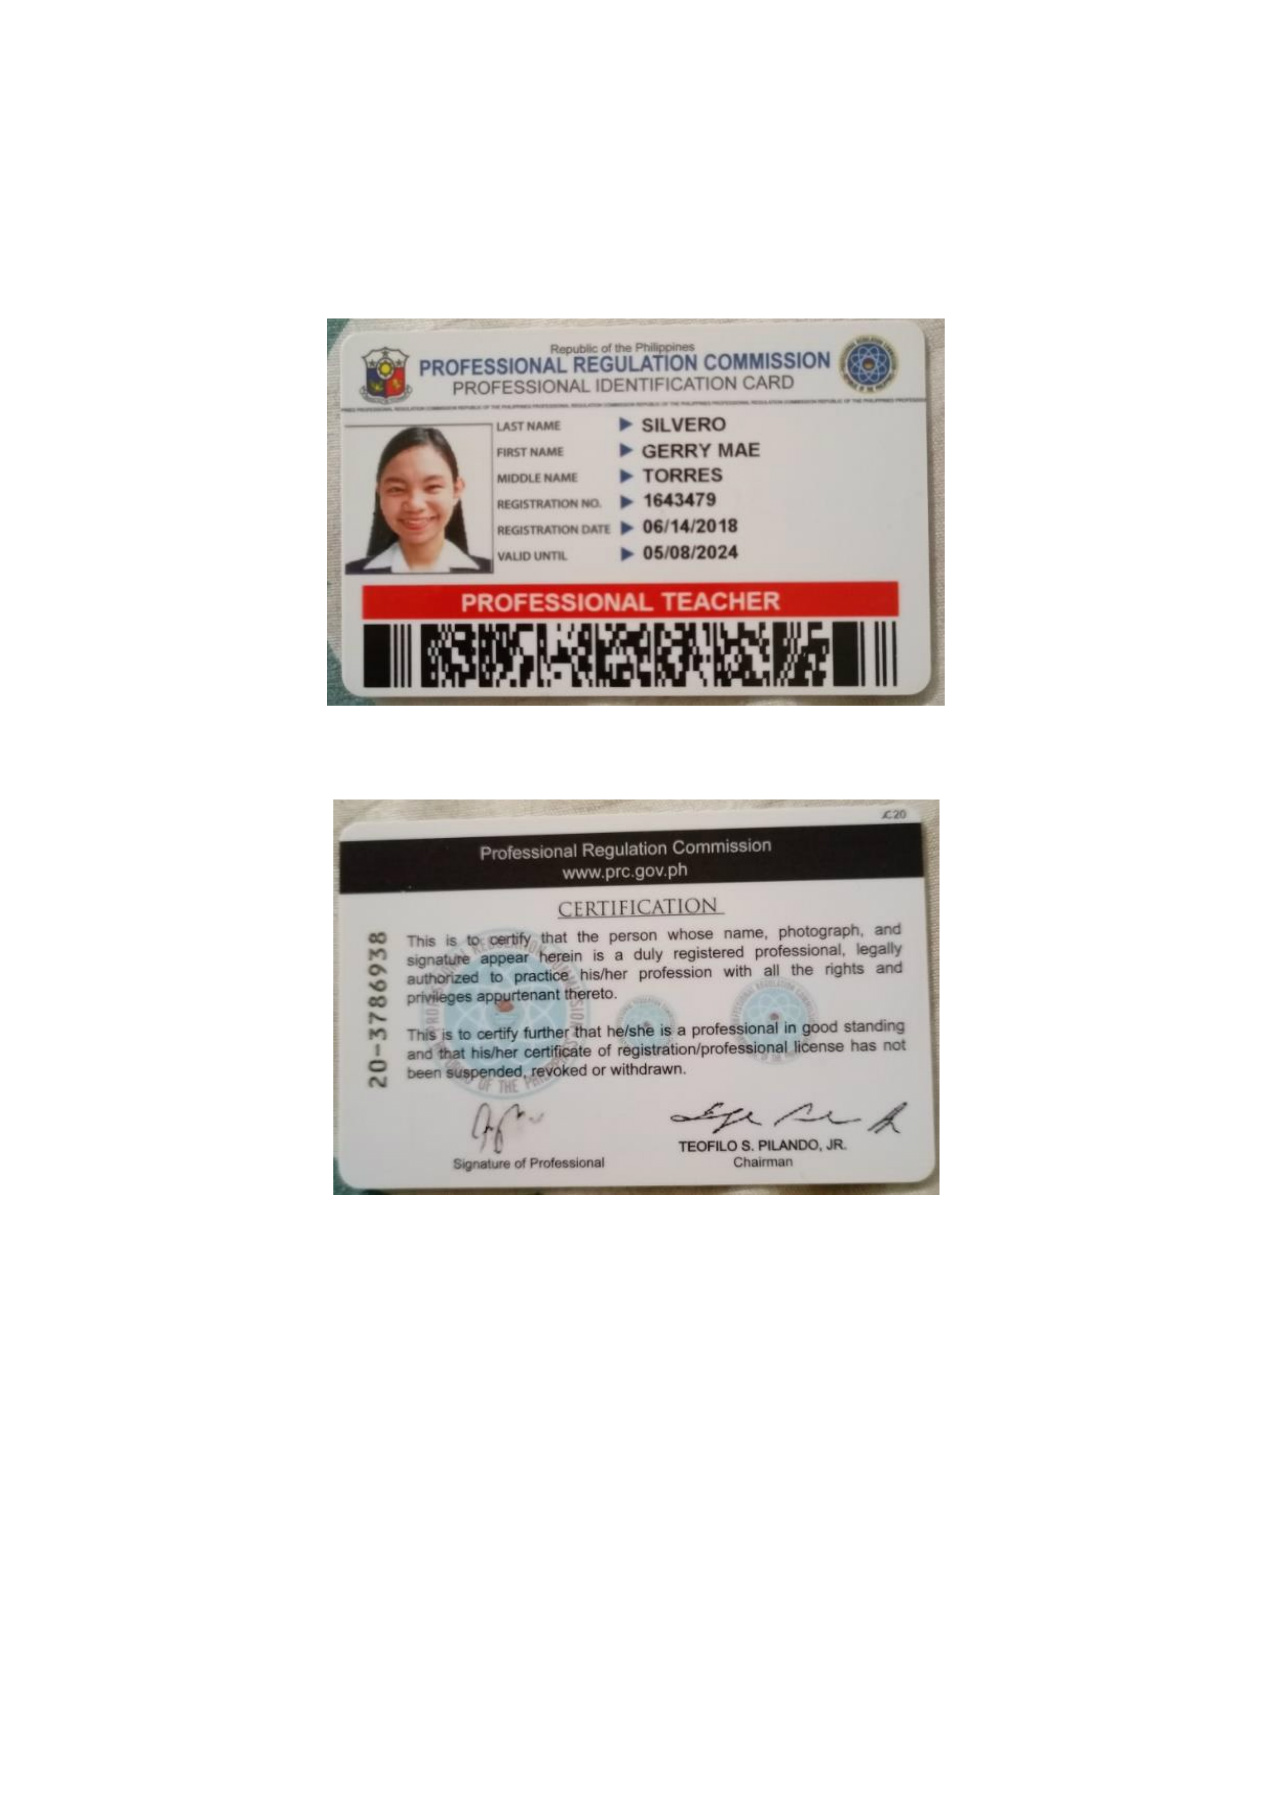 Republic of the Philippines
PROFESSIONAL REGULATION COMMISSION
PROFESSIONAL IDENTIFICATION CARD
LAST NAME SILVERO
FIRST NAME GERRY MAE
MIDDLE NAME TORRES
REGISTRATION NO. 1643479
REGISTRATION DATE 06/14/2018
VALID UNTIL 05/08/2024
PROFESSIONAL TEACHER
Professional Regulation Commission
www.prc.gov.ph
CERTIFICATION
20-3786938
This is to certify that the person whose name, photograph, and
signature appear herein is a duly registered professional, legally
authorized to practice his/her profession with all the rights and
privileges appurtenant thereto.
This is to certify further that he/she is a professional in good standing
and that his/her certificate of registration/professional license has not
been suspended, revoked or withdrawn.
TEOFILO S. PILANDO, JR.
Signature of Professional
Chairman